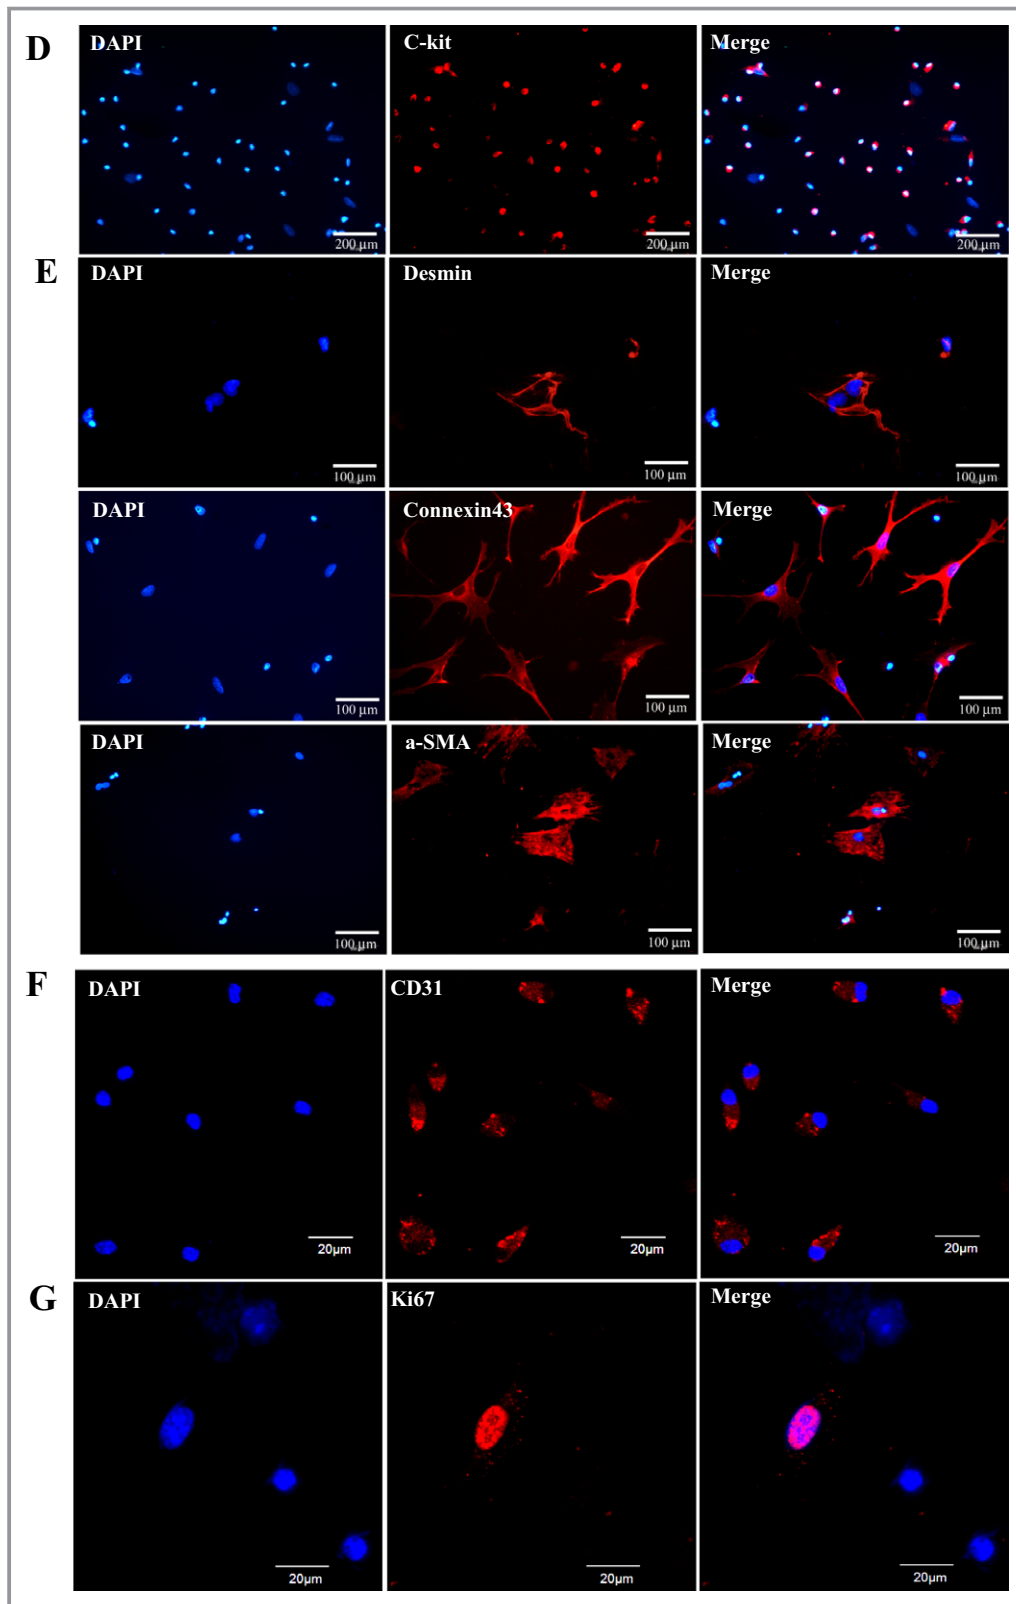 D
DAPI
C-kit
Merge
200 μm
200 μm
200 μm
E
DAPI
Desmin
Merge
100 μm
100 μm
100 μm
DAPI
Connexin43
Merge
100 μm
100 μm
100 μm
DAPI
a-SMA
Merge
100 μm
100 μm
100 μm
F
DAPI
CD31
Merge
20μm
20μm
20μm
G
DAPI
Ki67
Merge
20μm
20μm
20μm